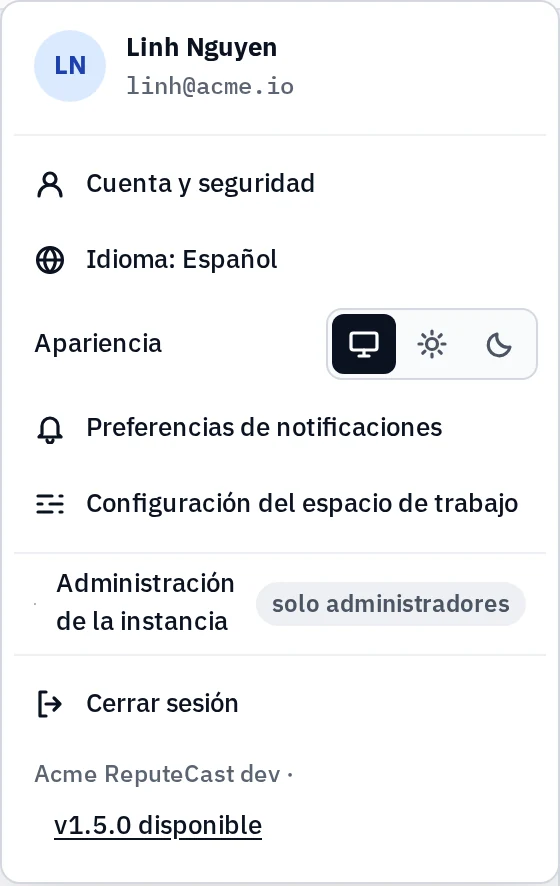 LN
Linh Nguyen
linh@acme.io
Cuenta y seguridad
Idioma: Español
Apariencia
Preferencias de notificaciones
Configuración del espacio de trabajo
Administración
de la instancia
solo administradores
Cerrar sesión
Acme ReputeCast dev ·
v1.5.0 disponible